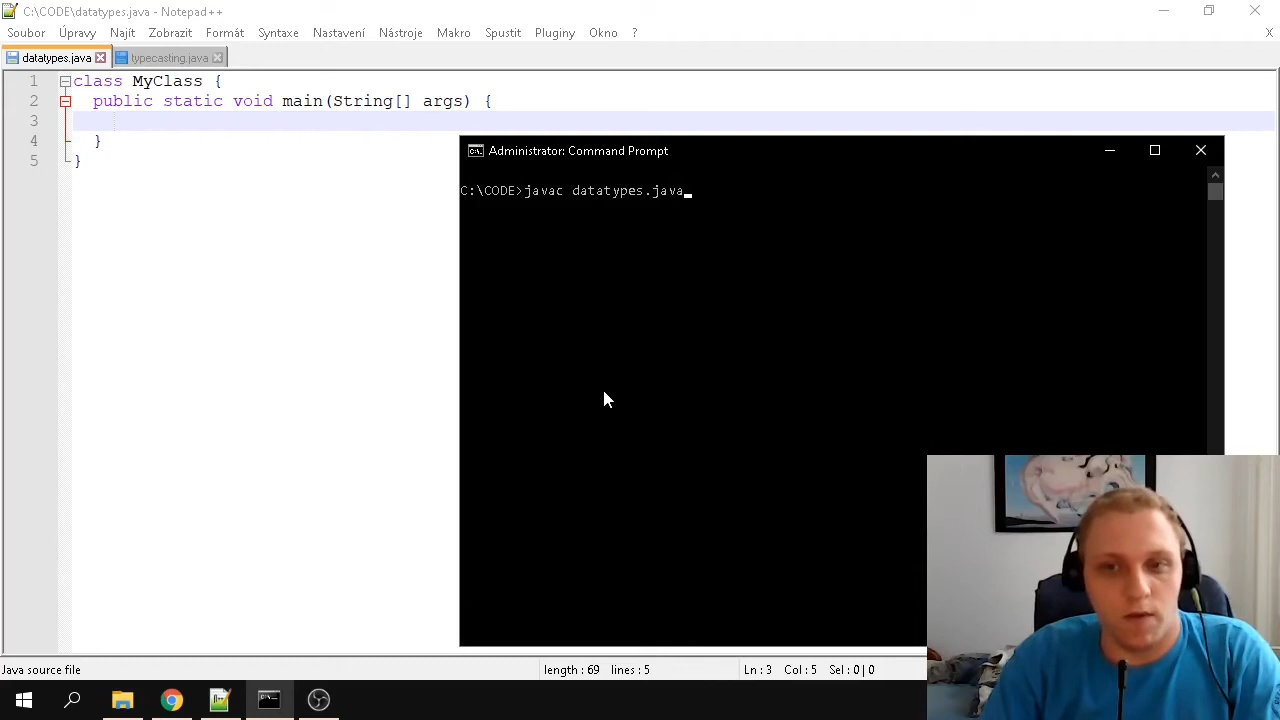 C:\CODE\datatypes.java - Notepad++
Soubor Úpravy Najít Zobrazit Formát Syntaxe Nastavení Nástroje Makro Spustit Pluginy Okno ? X
datatypes.java typecasting.java
1 class MyClass {
2 public static void main(String[] args) {
3
4 }
5 }
Administrator: Command Prompt
C:\CODE>javac datatypes.java
Java source file length : 69 lines : 5 Ln : 3 Col : 5 Sel : 0 | 0